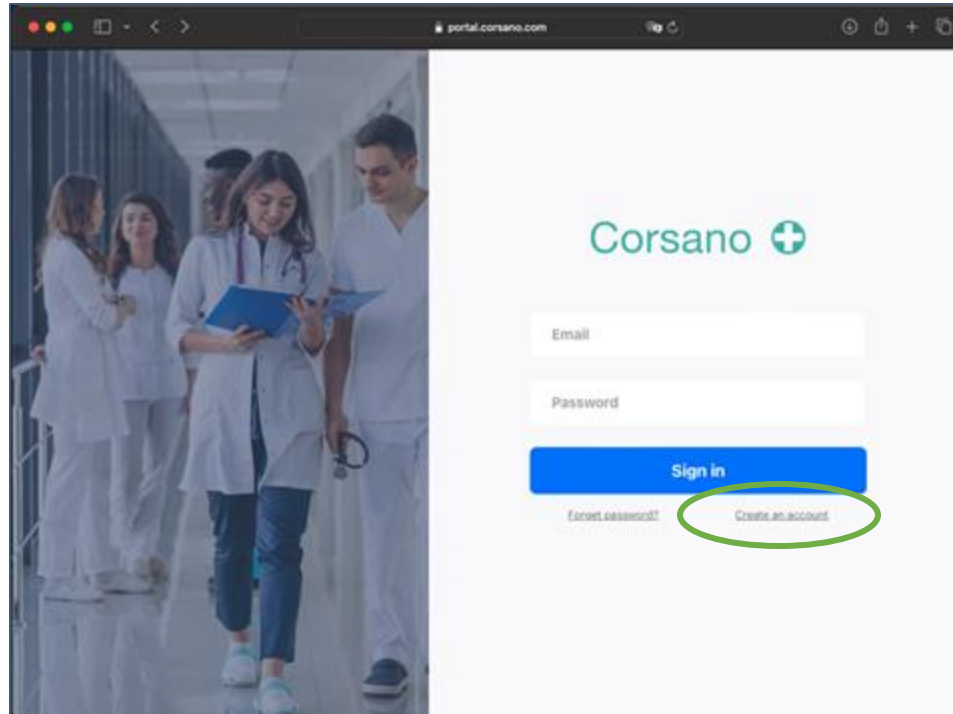 portal.corsano.com
Corsano
Email
Password
Sign in
Forget password?
Create an account